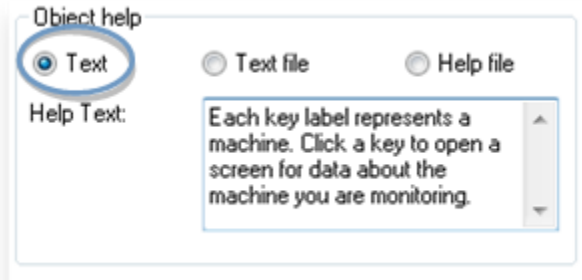 Object help
Text Text file Help file
Help Text:
Each key label represents a
machine. Click a key to open a
screen for data about the
machine you are monitoring.